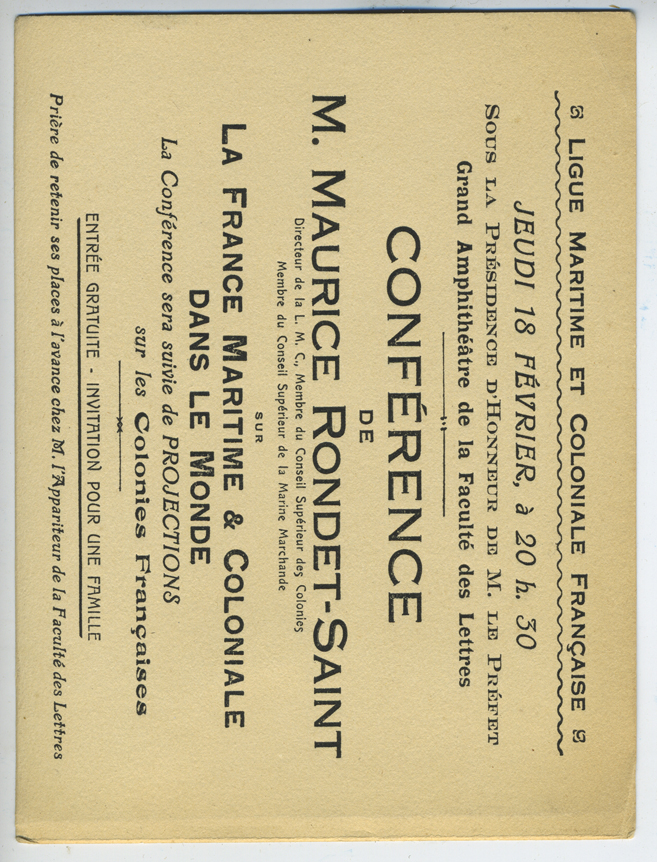 LIGUE MARITIME ET COLONIALE FRANÇAISE
JEUDI 18 FÉVRIER, à 20 h. 30
SOUS LA PRÉSIDENCE D'HONNEUR DE M. LE PRÉFET
Grand Amphithéâtre de la Faculté des Lettres
CONFÉRENCE
DE
M. MAURICE RONDET-SAINT
Directeur de la L. M. C., Membre du Conseil Supérieur des Colonies
Membre du Conseil Supérieur de la Marine Marchande
SUR
LA FRANCE MARITIME & COLONIALE
DANS LE MONDE
La Conférence sera suivie de PROJECTIONS
sur les Colonies Françaises
ENTRÉE GRATUITE - INVITATION POUR UNE FAMILLE
Prière de retenir ses places à l'avance chez M. l'Appariteur de la Faculté des Lettres